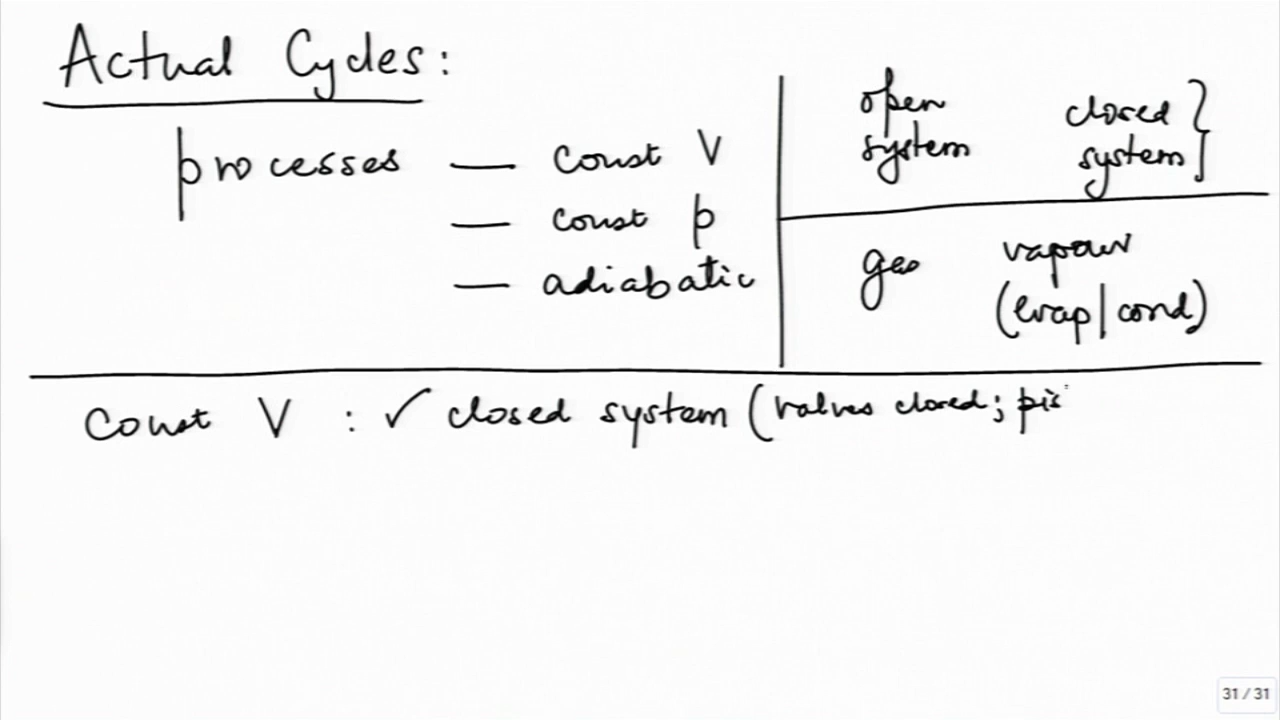 Actual Cycles:
processes — const V
— const p
— adiabatic
open system
closed system }
gas
vapour
(evap|cond)
const V : ✓ closed system (valves closed; pis
31/31